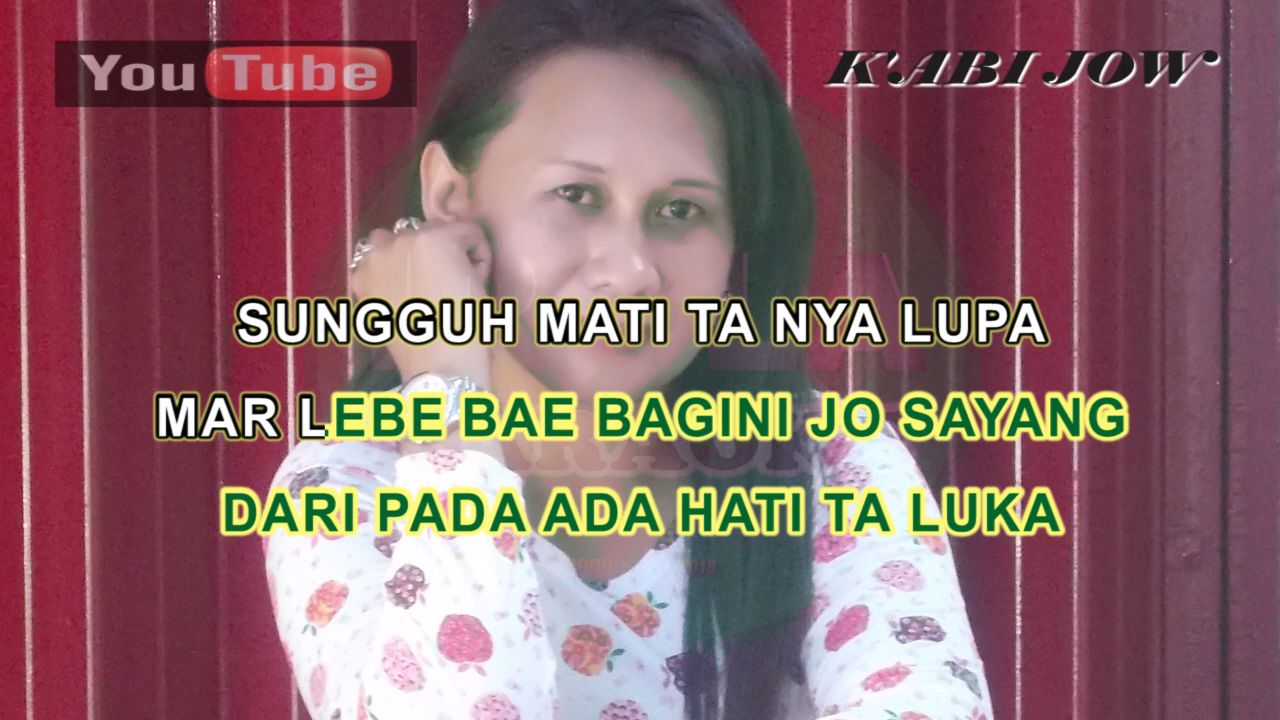 YouTube
KABI JOW
SUNGGUH MATI TA NYA LUPA
MAR LEBE BAE BAGINI JO SAYANG
DARI PADA ADA HATI TA LUKA